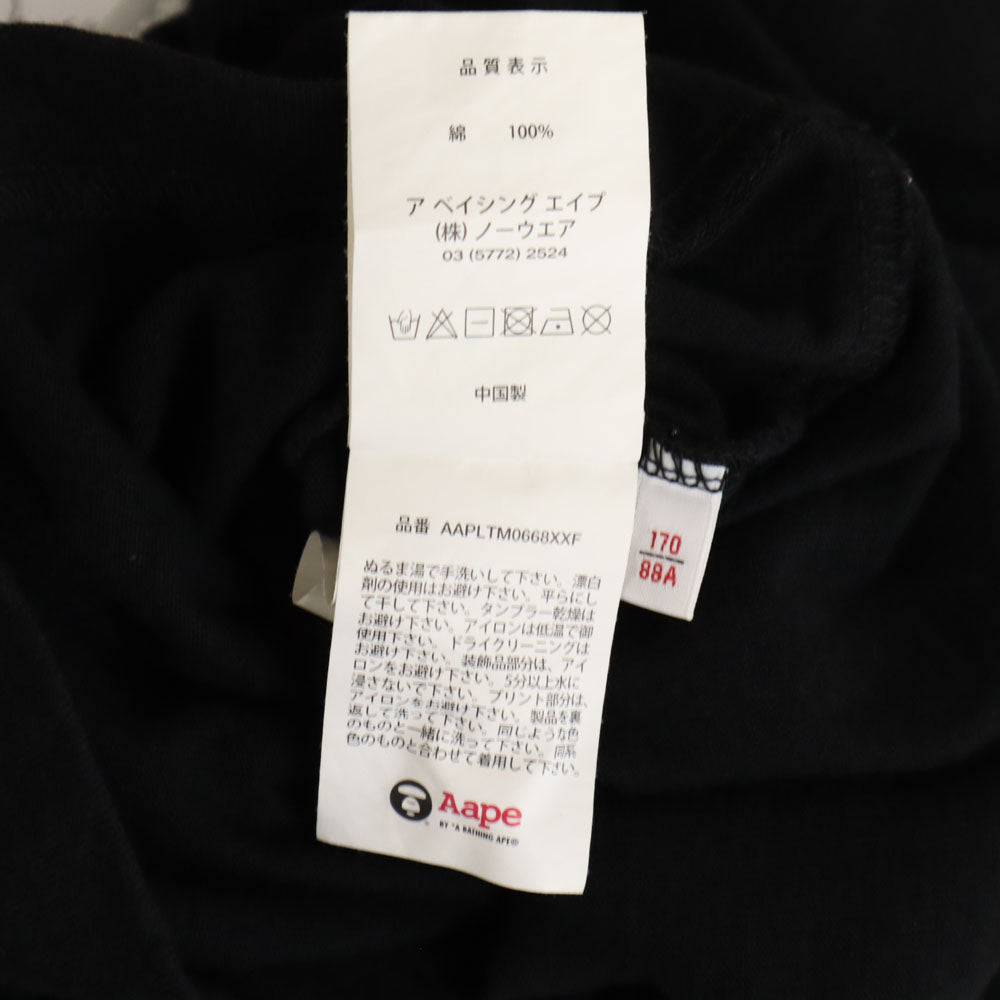 品質表示
綿 100%
ア ベイシング エイプ
(株) ノーウエア
03 (5772) 2524
中国製
品番 AAPLTM0668XXF
ぬるま湯で手洗いして下さい。漂白
剤の使用はお避け下さい。平らにし
て干して下さい。タンブラー乾燥は
お避け下さい。アイロンは低温で御
使用下さい。ドライクリーニングは
お避け下さい。装飾品部分は、アイ
ロンをお避け下さい。5分以上水に
浸さないで下さい。プリント部分は、
アイロンをお避け下さい。製品を裏
返して洗って下さい。同じような色
のものと一緒に洗って下さい。同系
色のものと合わせて着用して下さい。
Aape
BY *A BATHING APE®
170
88A